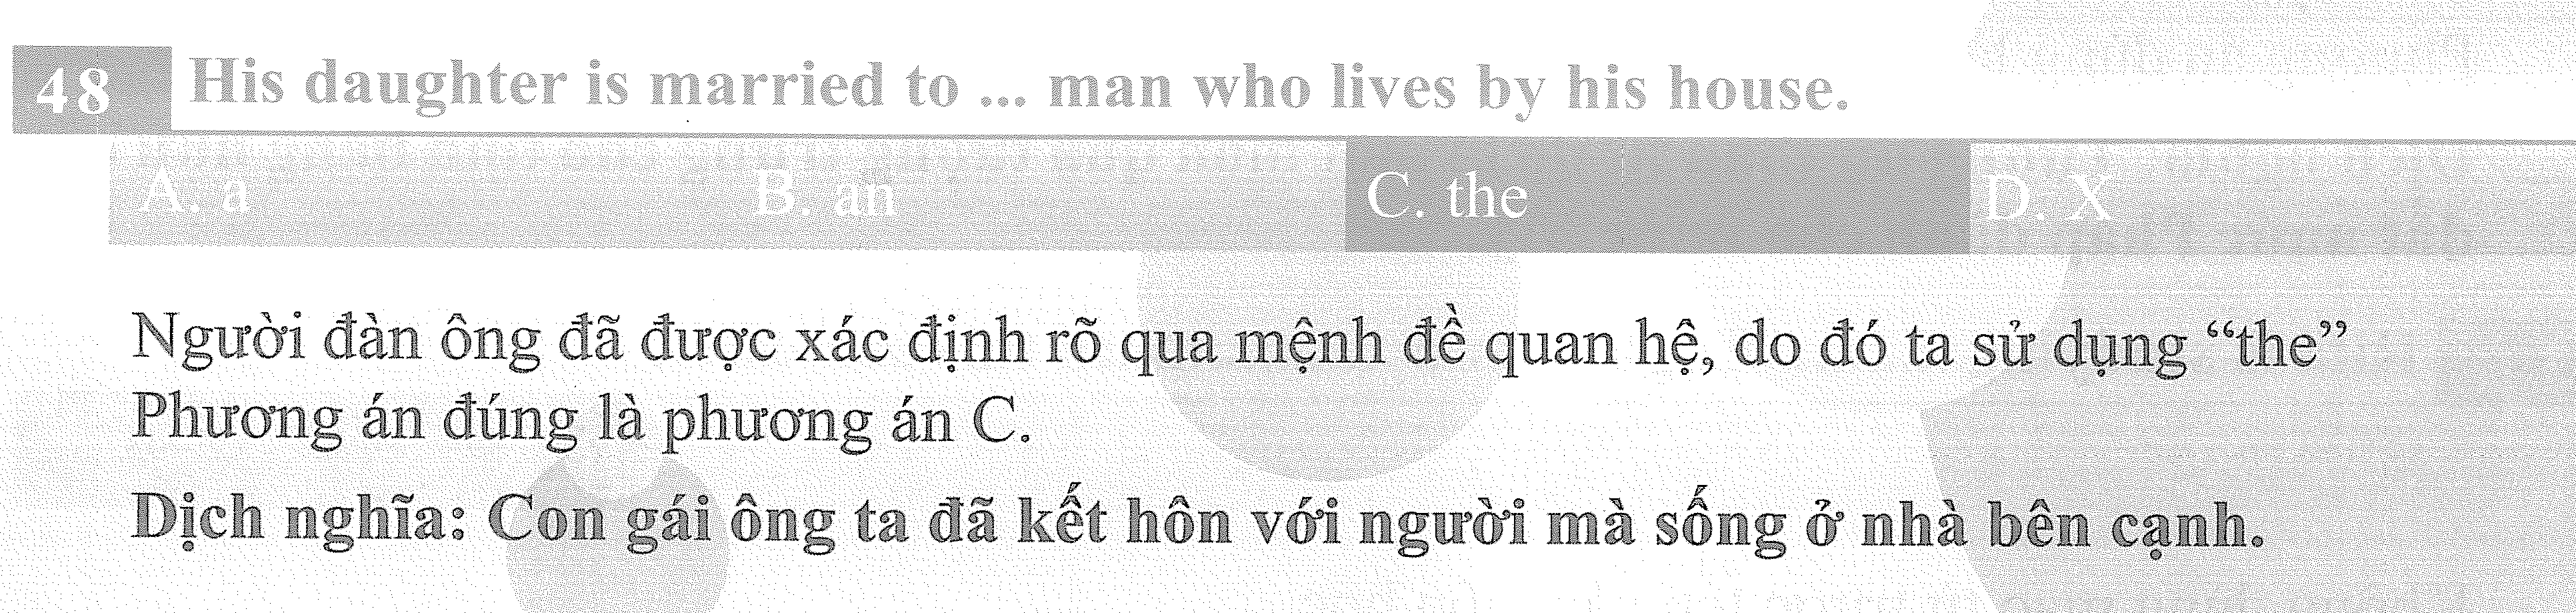 48 His daughter is married to ... man who lives by his house.
A. a B. an C. the D. X
Người đàn ông đã được xác định rõ qua mệnh đề quan hệ, do đó ta sử dụng “the”
Phương án đúng là phương án C.
Dịch nghĩa: Con gái ông ta đã kết hôn với người mà sống ở nhà bên cạnh.